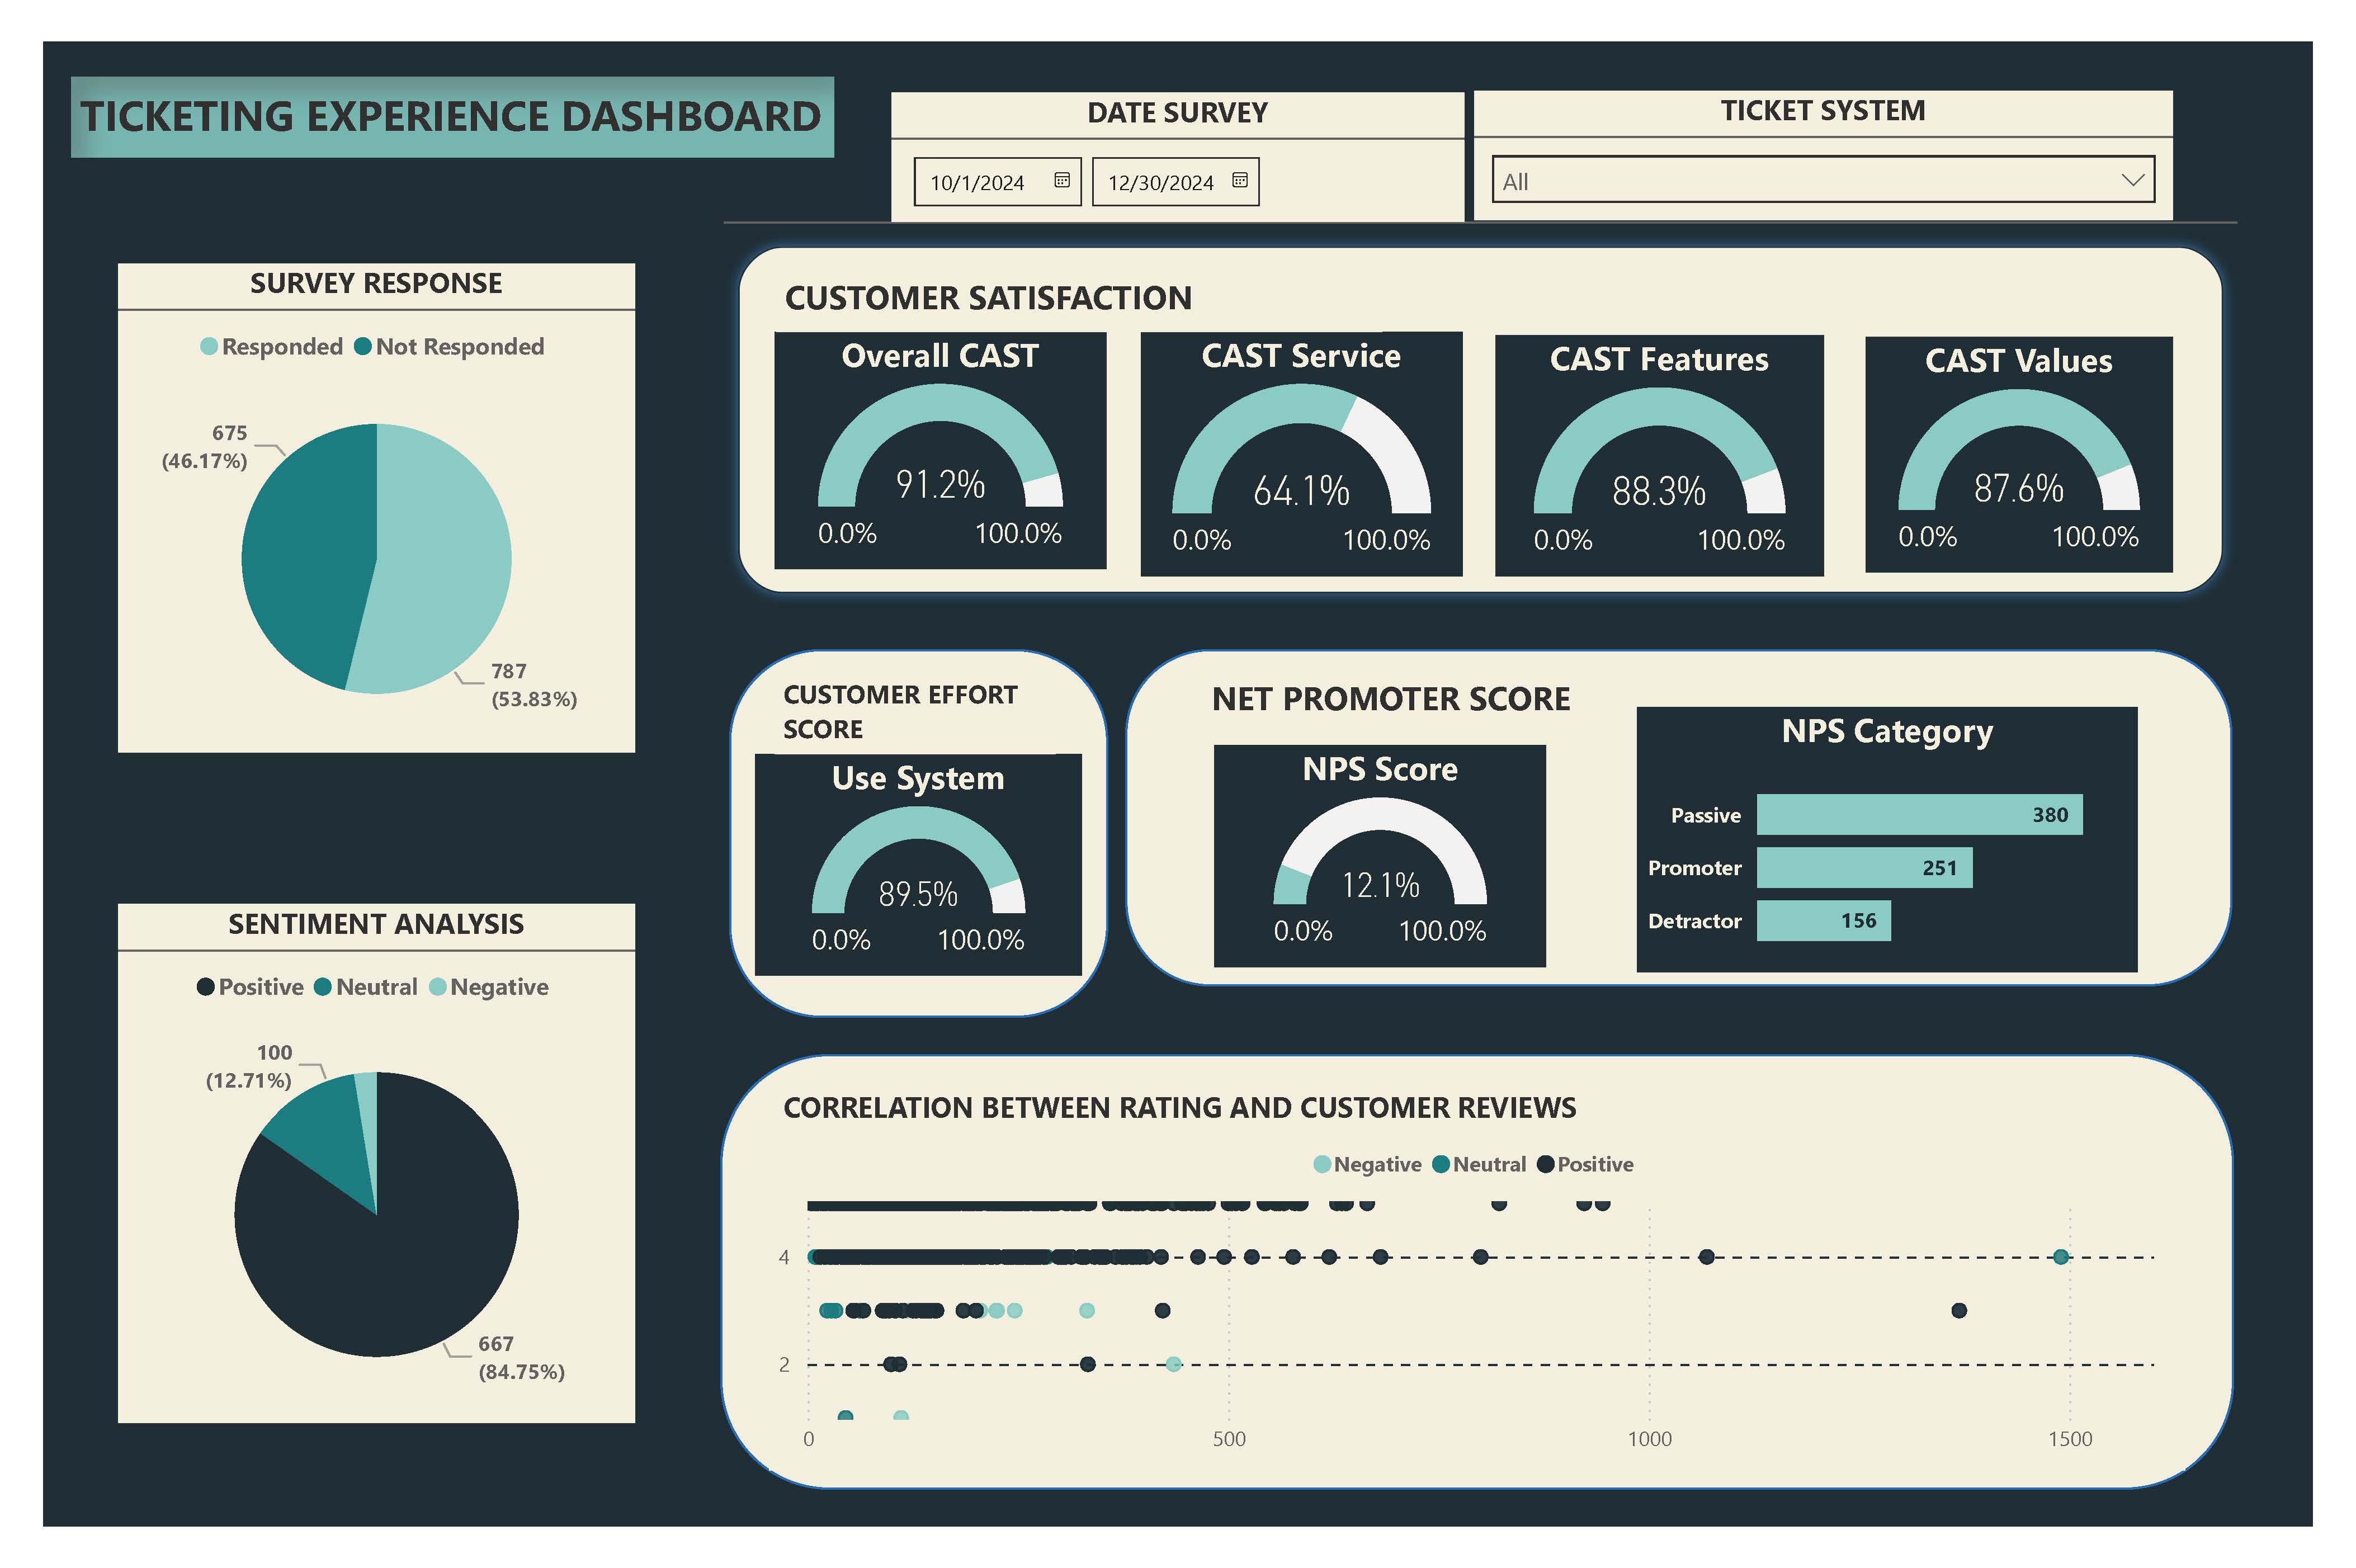 TICKETING EXPERIENCE DASHBOARD
DATE SURVEY
10/1/2024
12/30/2024
TICKET SYSTEM
All
SURVEY RESPONSE
Responded
Not Responded
675
(46.17%)
787
(53.83%)
CUSTOMER SATISFACTION
Overall CAST
91.2%
0.0%
100.0%
CAST Service
64.1%
0.0%
100.0%
CAST Features
88.3%
0.0%
100.0%
CAST Values
87.6%
0.0%
100.0%
CUSTOMER EFFORT
SCORE
Use System
89.5%
0.0%
100.0%
NET PROMOTER SCORE
NPS Score
12.1%
0.0%
100.0%
NPS Category
Passive
380
Promoter
251
Detractor
156
SENTIMENT ANALYSIS
Positive
Neutral
Negative
100
(12.71%)
667
(84.75%)
CORRELATION BETWEEN RATING AND CUSTOMER REVIEWS
Negative
Neutral
Positive
4
2
0
500
1000
1500